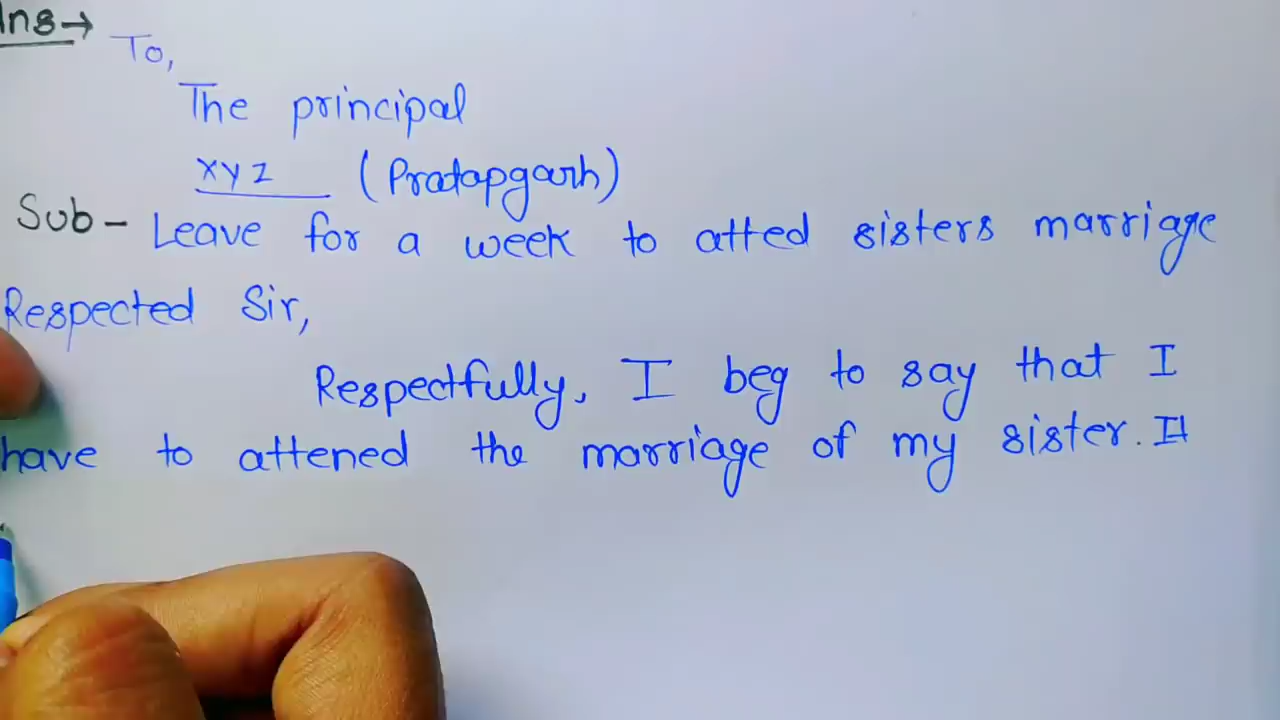 Ans→
To,
The principal
xyz (Pratapgarh)
Sub- Leave for a week to atted sisters marriage
Respected Sir,
Respectfully, I beg to say that I
have to attened the marriage of my sister. It